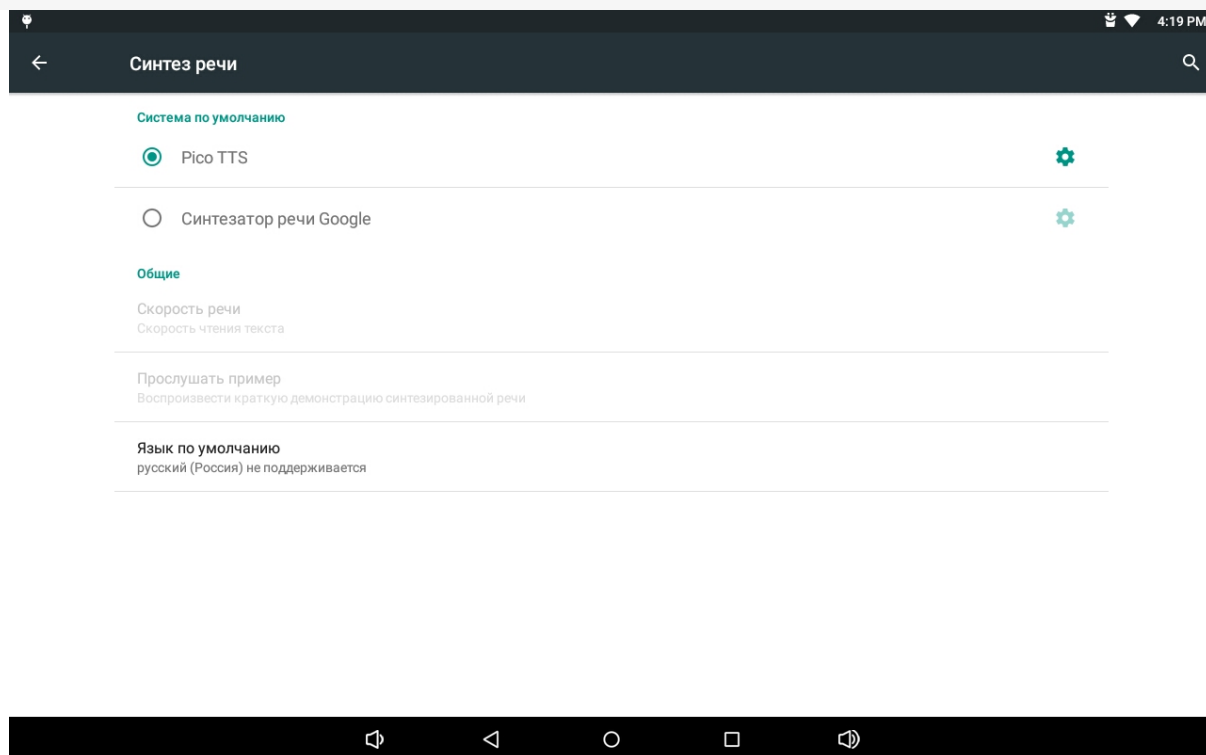 4:19 PM
Синтез речи
Система по умолчанию
Pico TTS
Синтезатор речи Google
Общие
Скорость речи
Скорость чтения текста
Прослушать пример
Воспроизвести краткую демонстрацию синтезированной речи
Язык по умолчанию
русский (Россия) не поддерживается